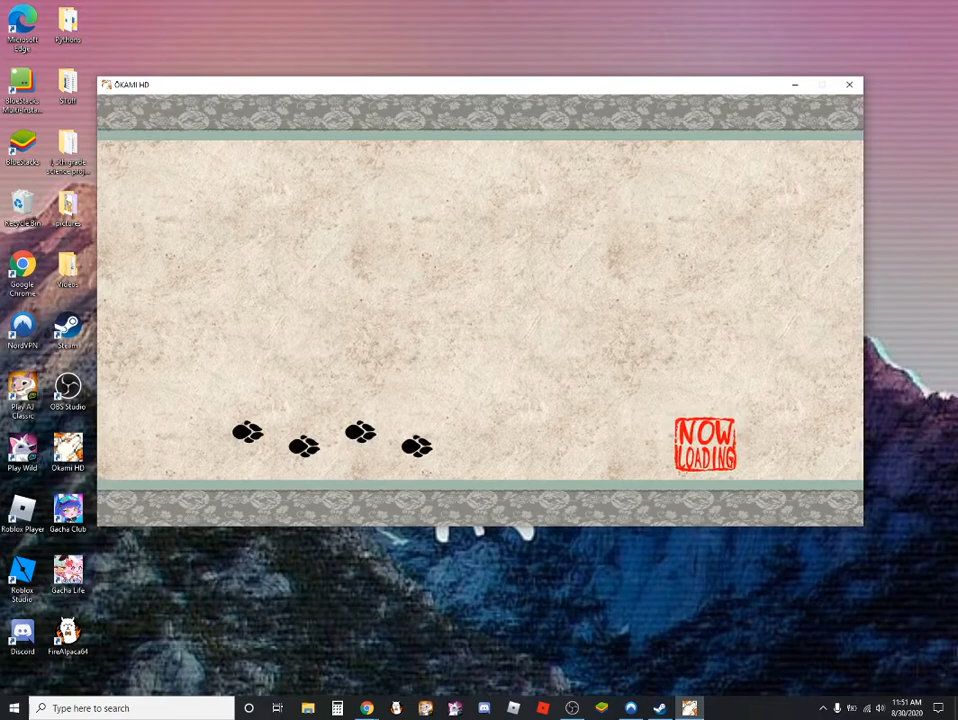 ŌKAMI HD
Microsoft Edge
Pythons
BlueStacks Multi-Insta...
STuff
BlueStacks
Recycle Bin
pictures
Google Chrome
Videos
NordVPN
Steam
Play AJ Classic
OBS Studio
Play Wild
Okami HD
Roblox Player
Gacha Club
Roblox Studio
Gacha Life
Discord
FireAlpaca64
NOW
LOADING
Type here to search
11:51 AM
8/30/2020